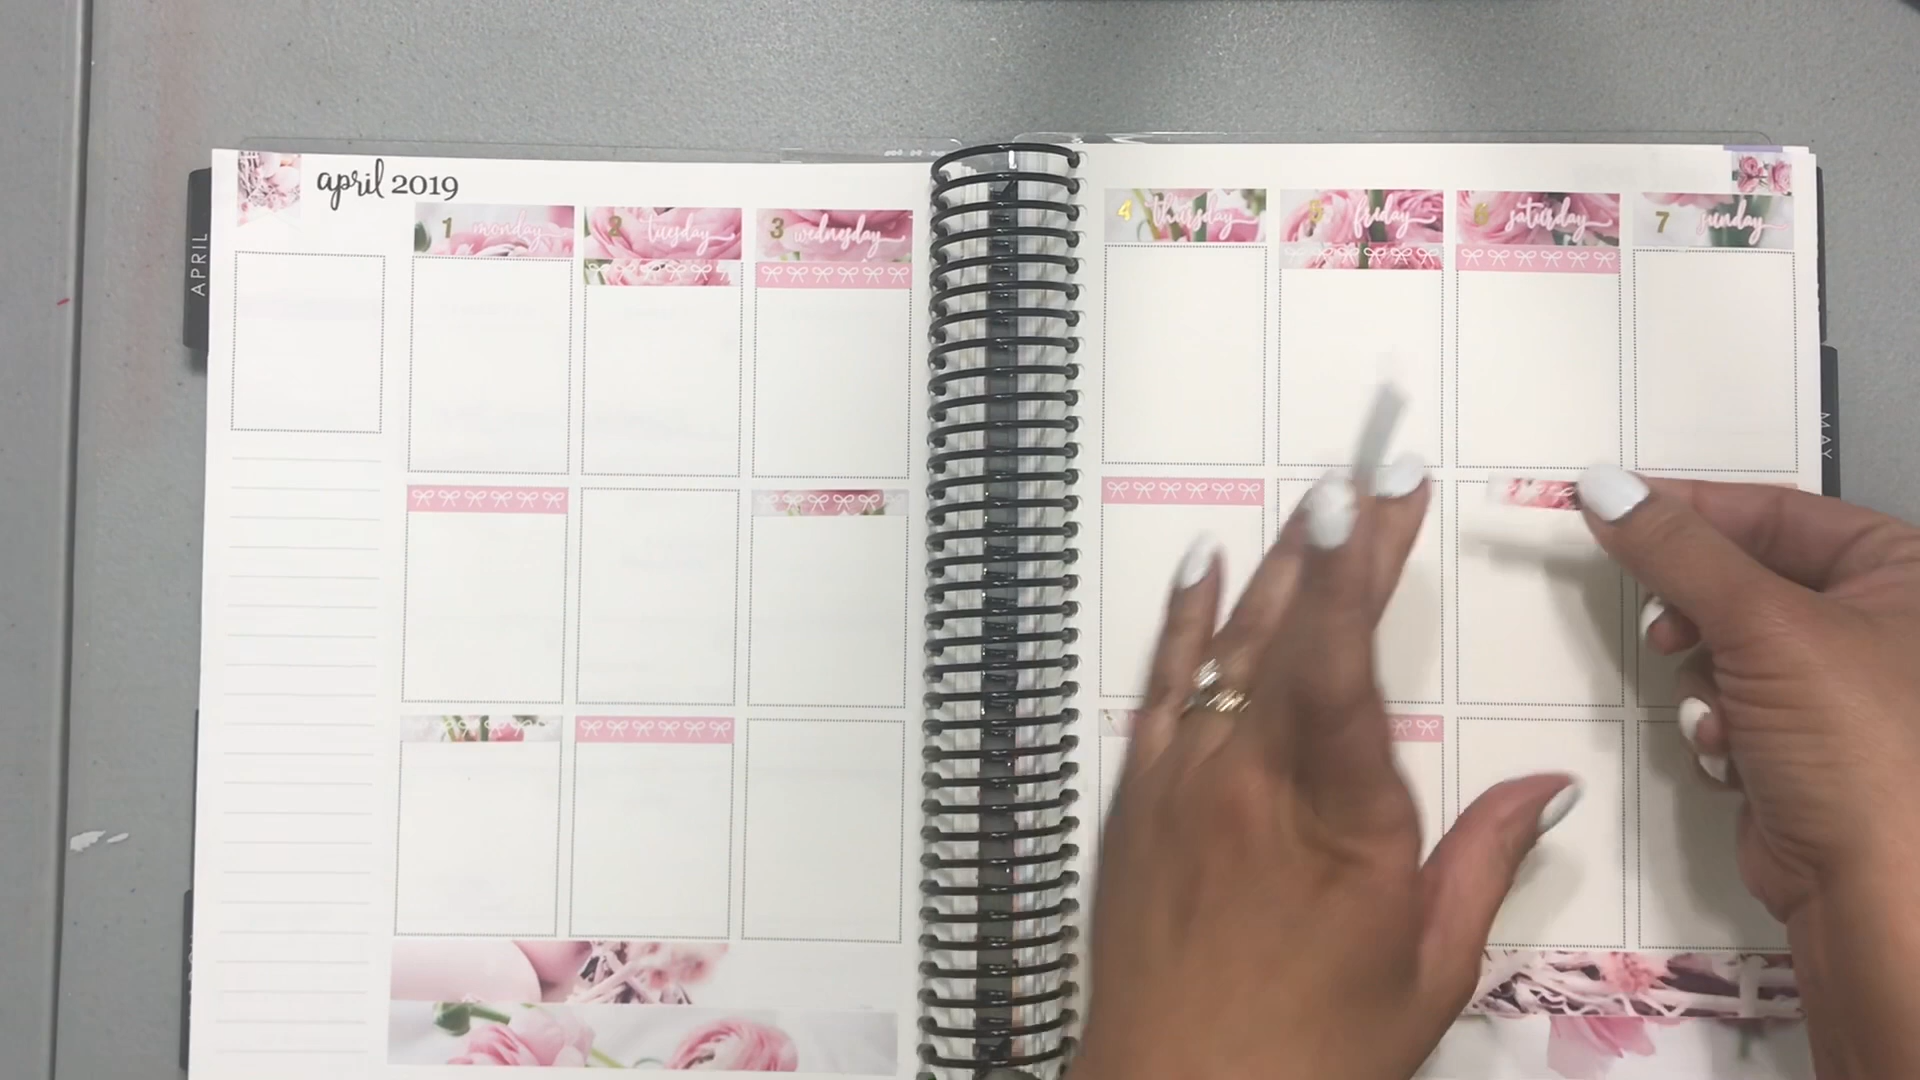 april 2019
APRIL
1 monday
2 tuesday
3 wednesday
4 thursday
5 friday
6 saturday
7 sunday
MAY